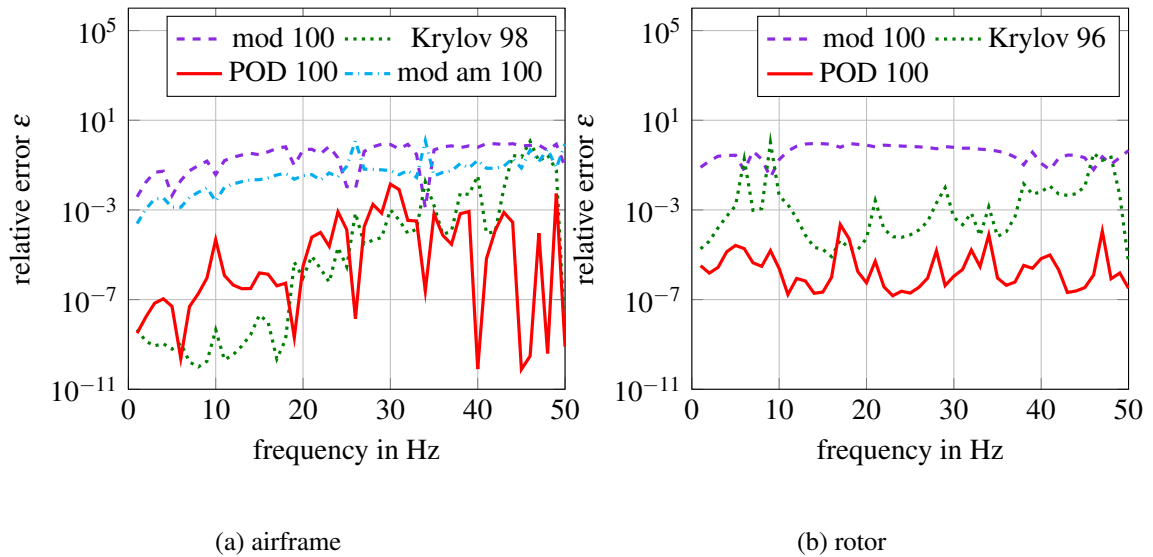 mod 100 Krylov 98
POD 100 mod am 100
10^5
10^1
10^−3
10^−7
10^−11
relative error ε
0 10 20 30 40 50
frequency in Hz
(a) airframe
mod 100 Krylov 96
POD 100
10^5
10^1
10^−3
10^−7
10^−11
relative error ε
0 10 20 30 40 50
frequency in Hz
(b) rotor